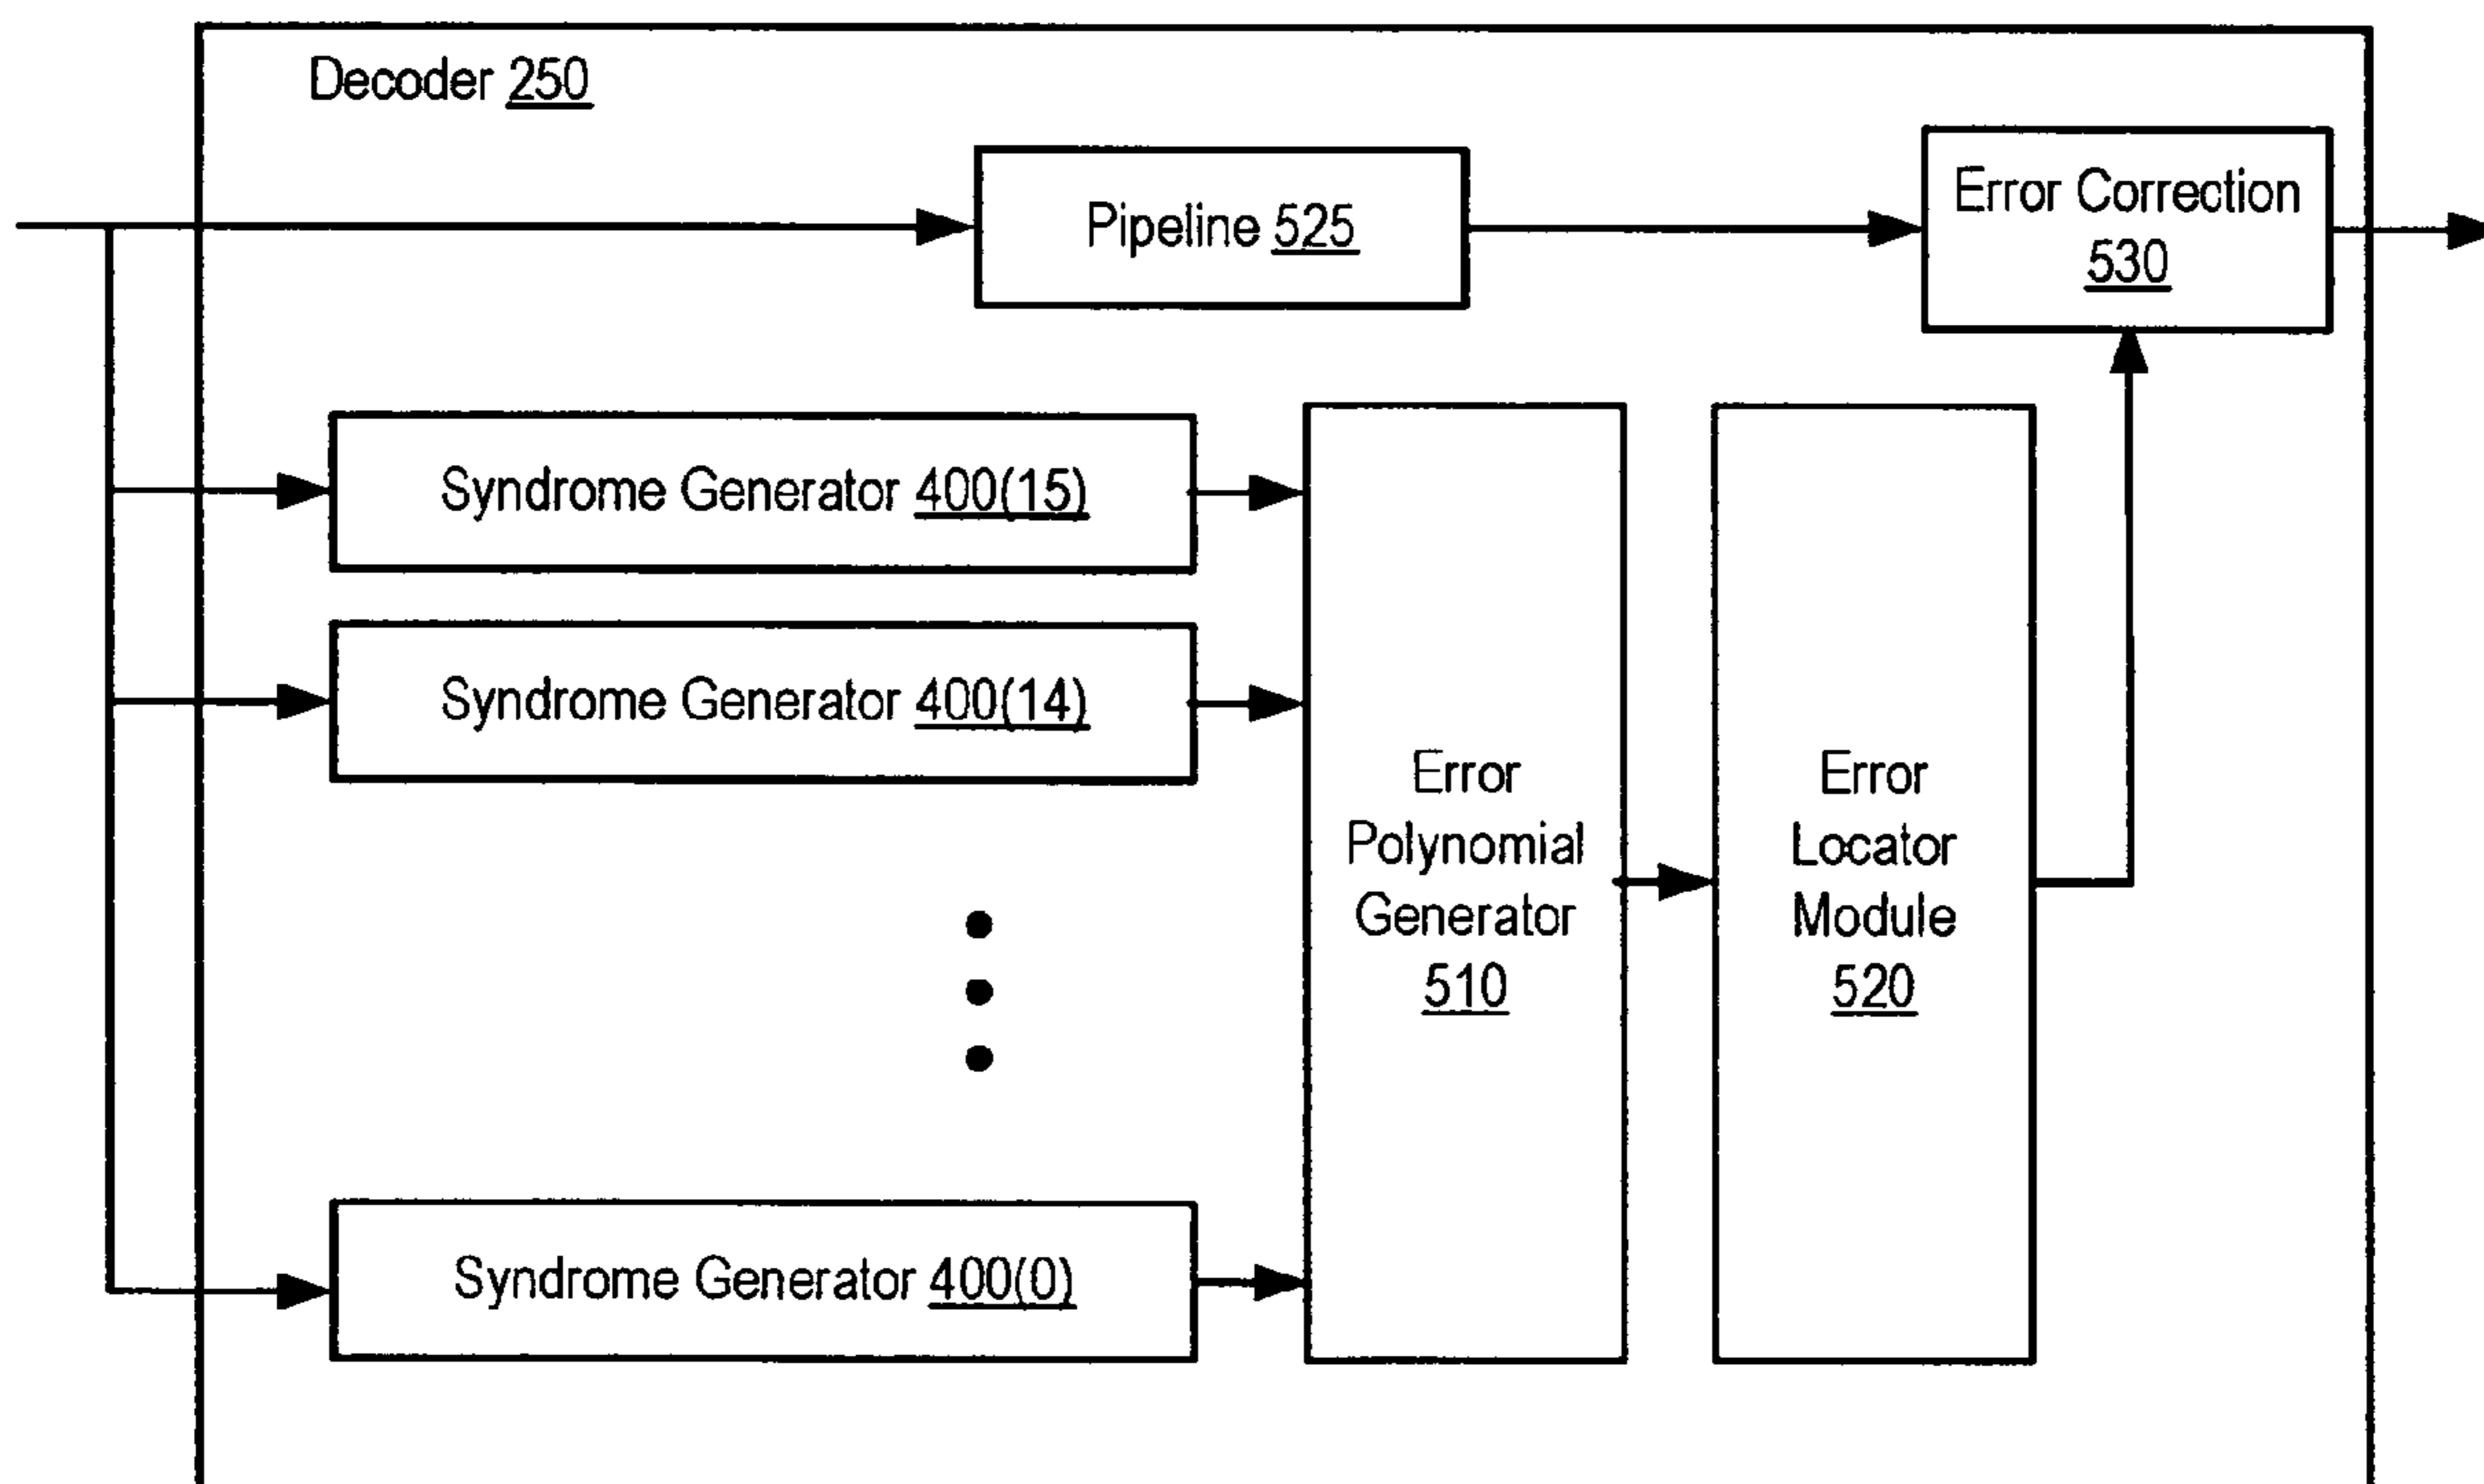 Decoder 250
Pipeline 525
Error Correction
530
Syndrome Generator 400(15)
Syndrome Generator 400(14)
Syndrome Generator 400(0)
Error
Polynomial
Generator
510
Error
Locator
Module
520